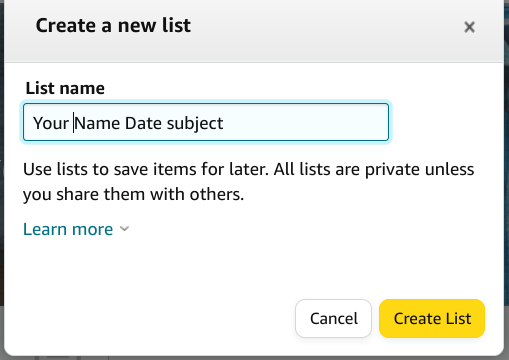 Create a new list
List name
Your Name Date subject
Use lists to save items for later. All lists are private unless
you share them with others.
Learn more
Cancel
Create List